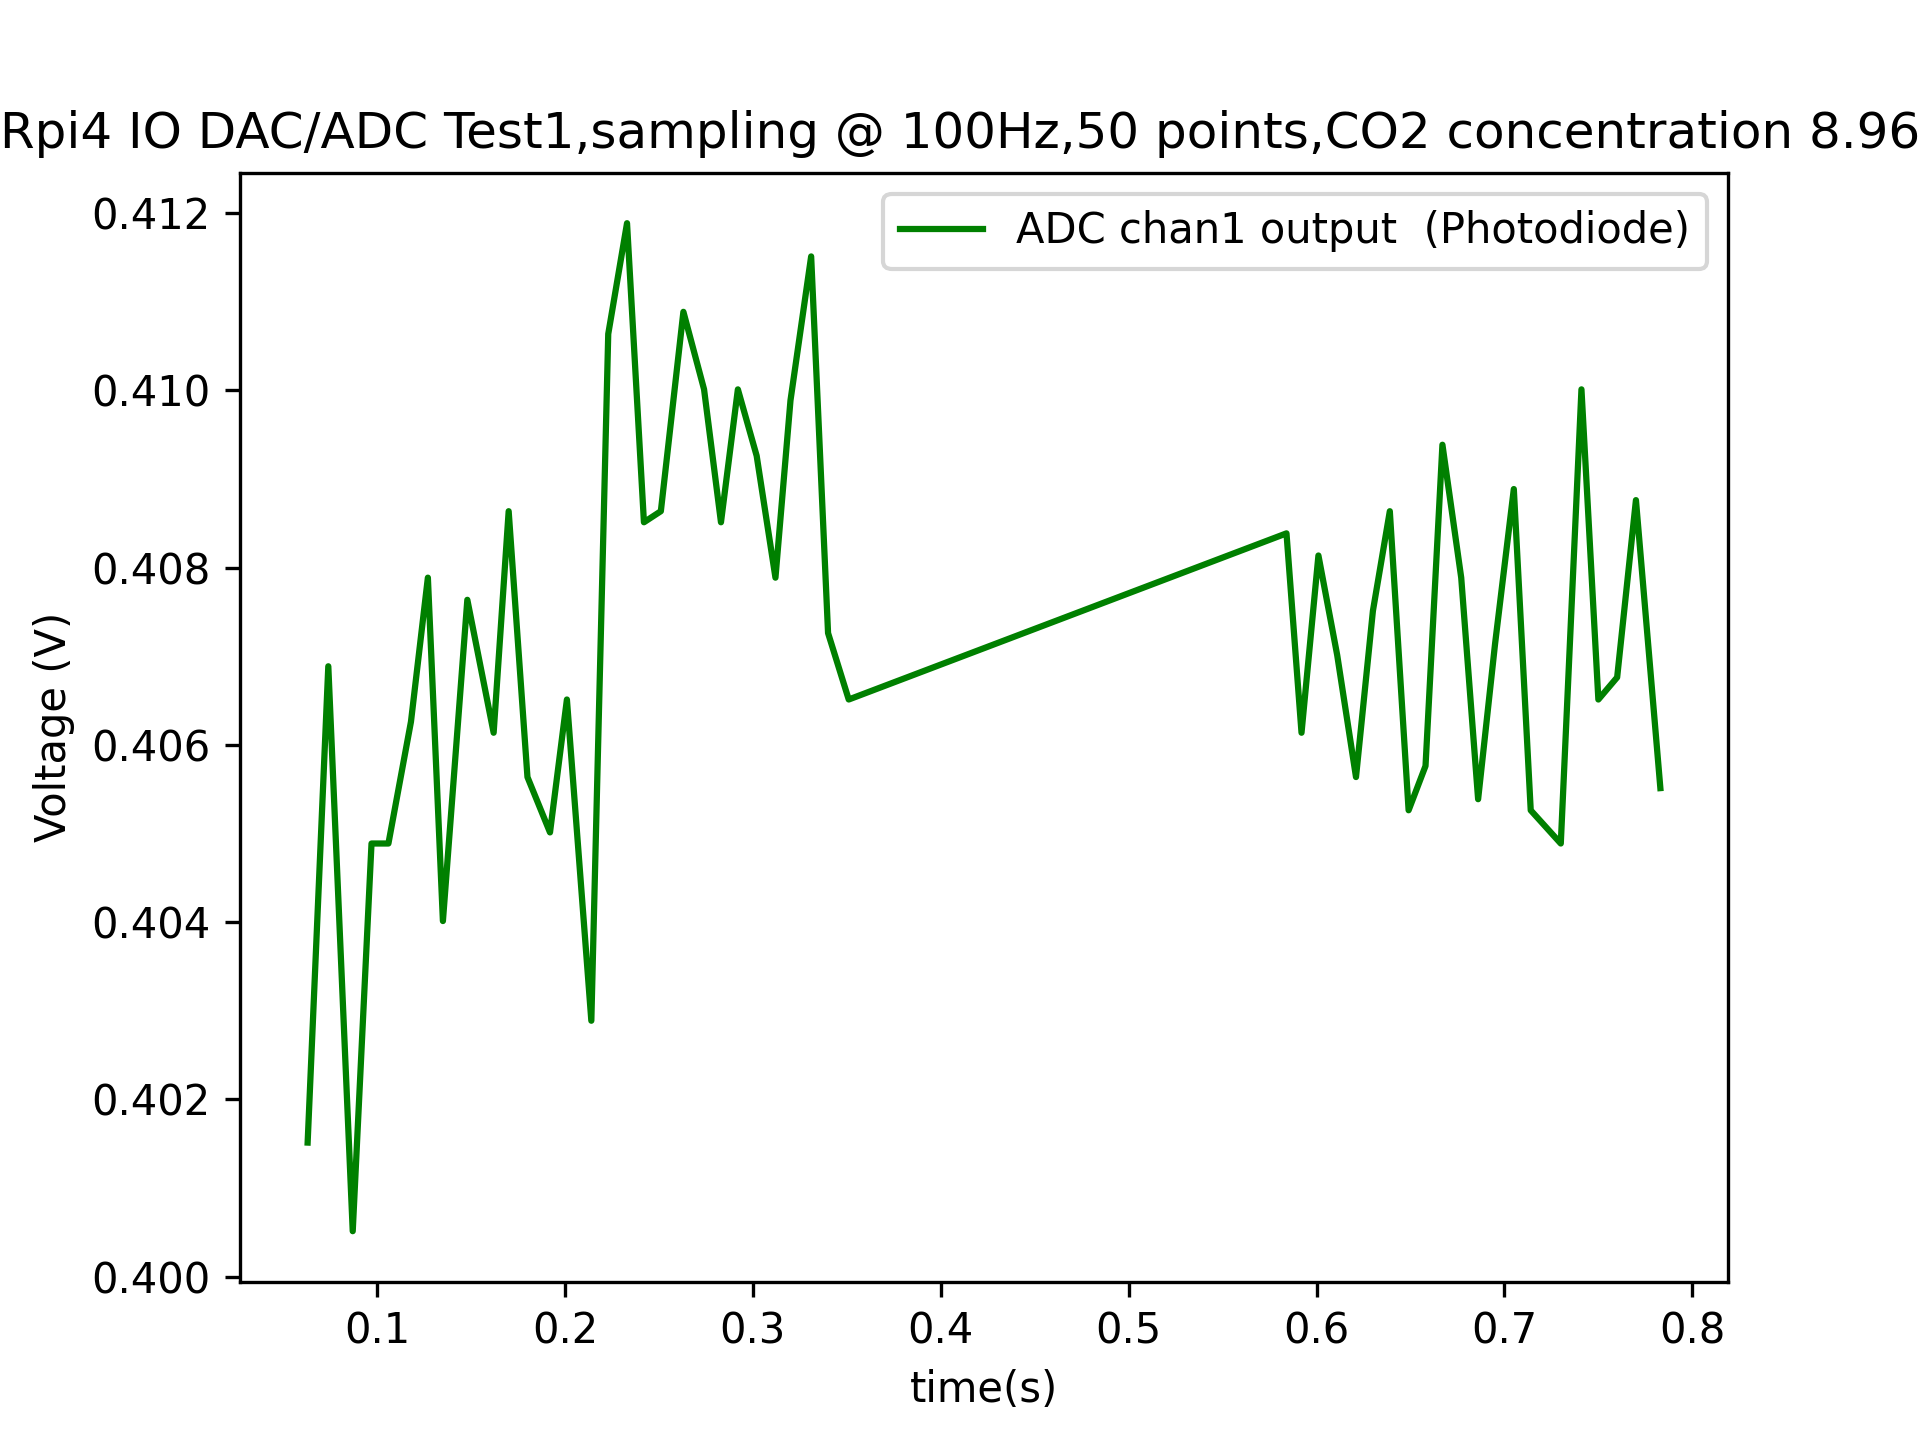 Rpi4 IO DAC/ADC Test1,sampling @ 100Hz,50 points,CO2 concentration 8.96
ADC chan1 output  (Photodiode)
0.412
0.410
0.408
0.406
0.404
0.402
0.400
Voltage (V)
0.1 0.2 0.3 0.4 0.5 0.6 0.7 0.8
time(s)